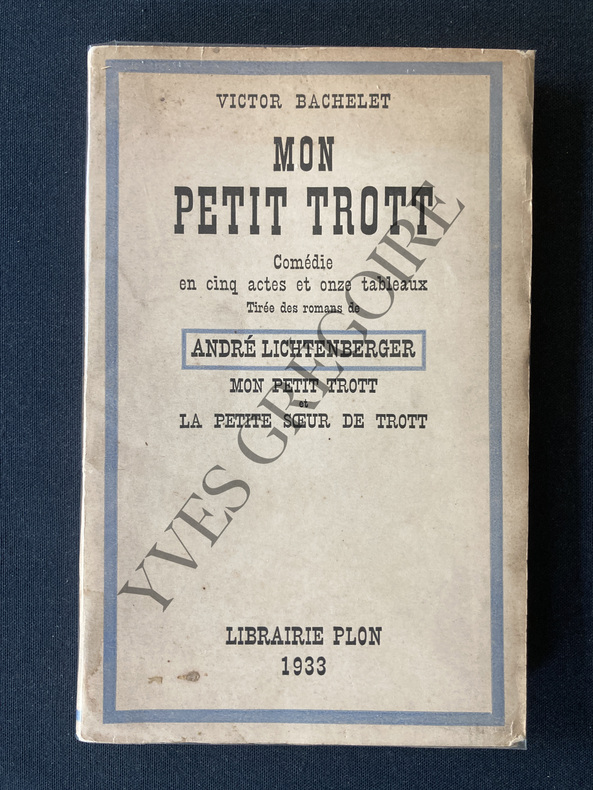 VICTOR BACHELET
MON
PETIT TROTT
Comédie
en cinq actes et onze tableaux
Tirée des romans de
ANDRÉ LICHTENBERGER
MON PETIT TROTT
et
LA PETITE SŒUR DE TROTT
LIBRAIRIE PLON
1933
YVES GRÉGOIRE